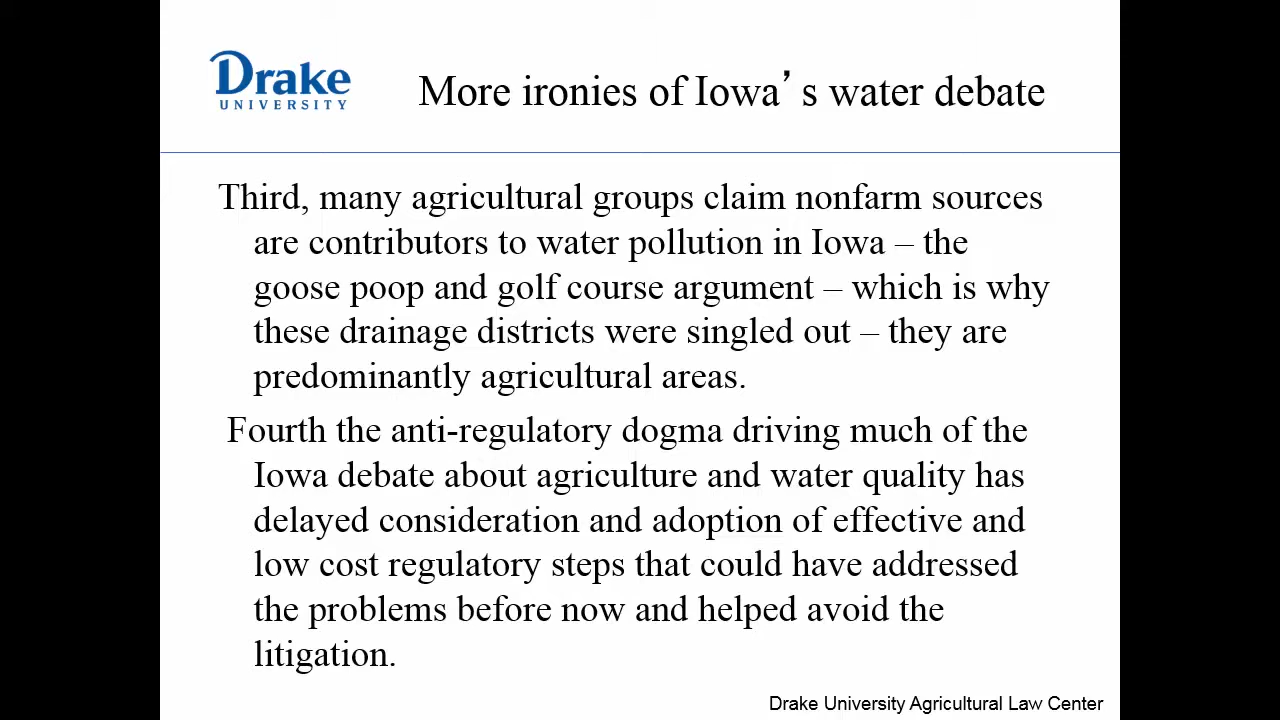 Drake
UNIVERSITY
More ironies of Iowa’s water debate
Third, many agricultural groups claim nonfarm sources
are contributors to water pollution in Iowa – the
goose poop and golf course argument – which is why
these drainage districts were singled out – they are
predominantly agricultural areas.
Fourth the anti-regulatory dogma driving much of the
Iowa debate about agriculture and water quality has
delayed consideration and adoption of effective and
low cost regulatory steps that could have addressed
the problems before now and helped avoid the
litigation.
Drake University Agricultural Law Center